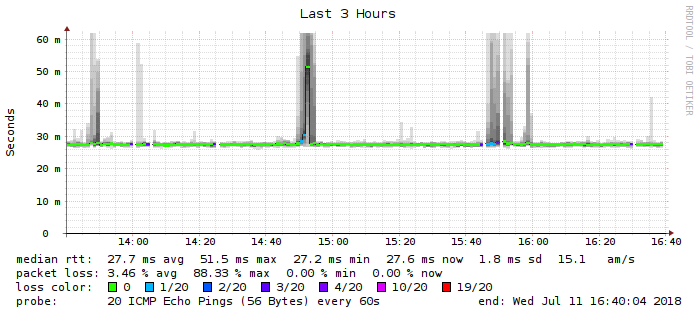 Last 3 Hours
RRDTOOL / TOBI OETIKER
Seconds
60 m
50 m
40 m
30 m
20 m
10 m
0
14:00 14:20 14:40 15:00 15:20 15:40 16:00 16:20 16:40
median rtt: 27.7 ms avg 51.5 ms max 27.2 ms min 27.6 ms now 1.8 ms sd 15.1 am/s
packet loss: 3.46 % avg 88.33 % max 0.00 % min 0.00 % now
loss color: 0 1/20 2/20 3/20 4/20 10/20 19/20
probe: 20 ICMP Echo Pings (56 Bytes) every 60s end: Wed Jul 11 16:40:04 2018